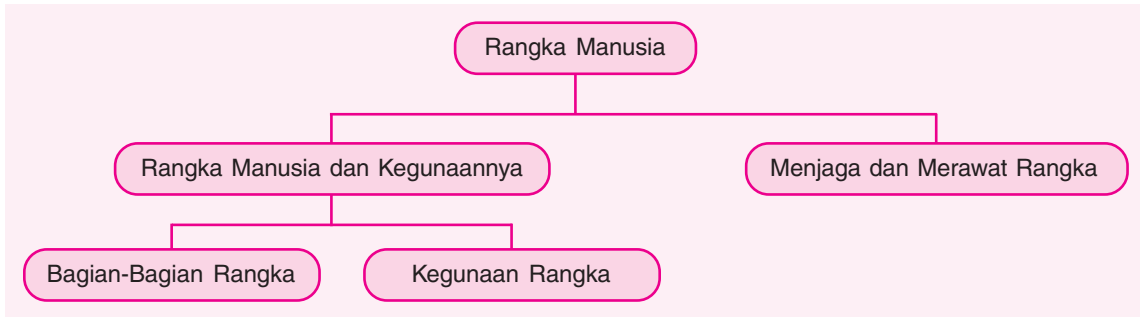 Rangka Manusia
Rangka Manusia dan Kegunaannya
Menjaga dan Merawat Rangka
Bagian-Bagian Rangka
Kegunaan Rangka